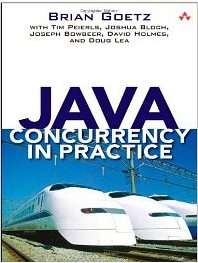 BRIAN GOETZ
WITH TIM PEIERLS, JOSHUA BLOCH,
JOSEPH BOWBEER, DAVID HOLMES,
AND DOUG LEA
JAVA
CONCURRENCY
IN PRACTICE